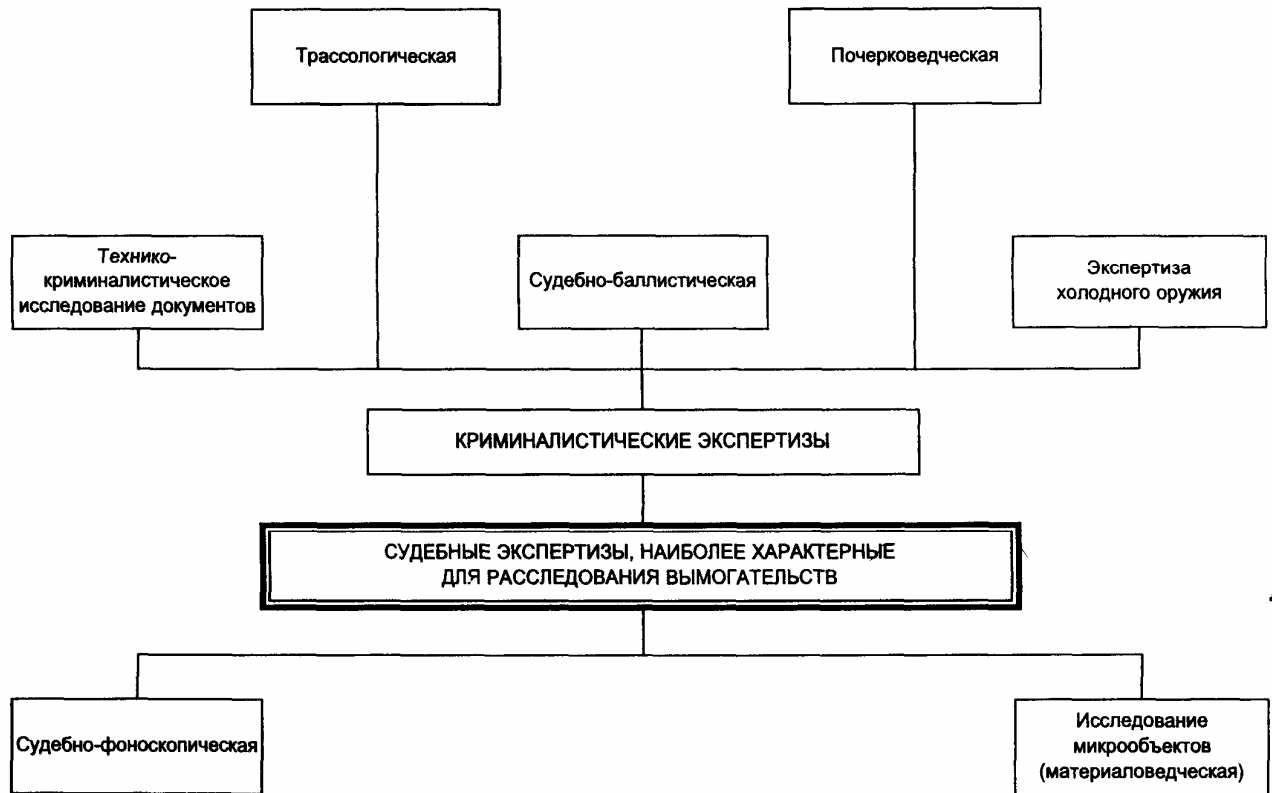 Трассологическая
Почерковедческая
Технико-
криминалистическое
исследование документов
Судебно-баллистическая
Экспертиза
холодного оружия
КРИМИНАЛИСТИЧЕСКИЕ ЭКСПЕРТИЗЫ
СУДЕБНЫЕ ЭКСПЕРТИЗЫ, НАИБОЛЕЕ ХАРАКТЕРНЫЕ
ДЛЯ РАССЛЕДОВАНИЯ ВЫМОГАТЕЛЬСТВ
Судебно-фоноскопическая
Исследование
микрообъектов
(материаловедческая)